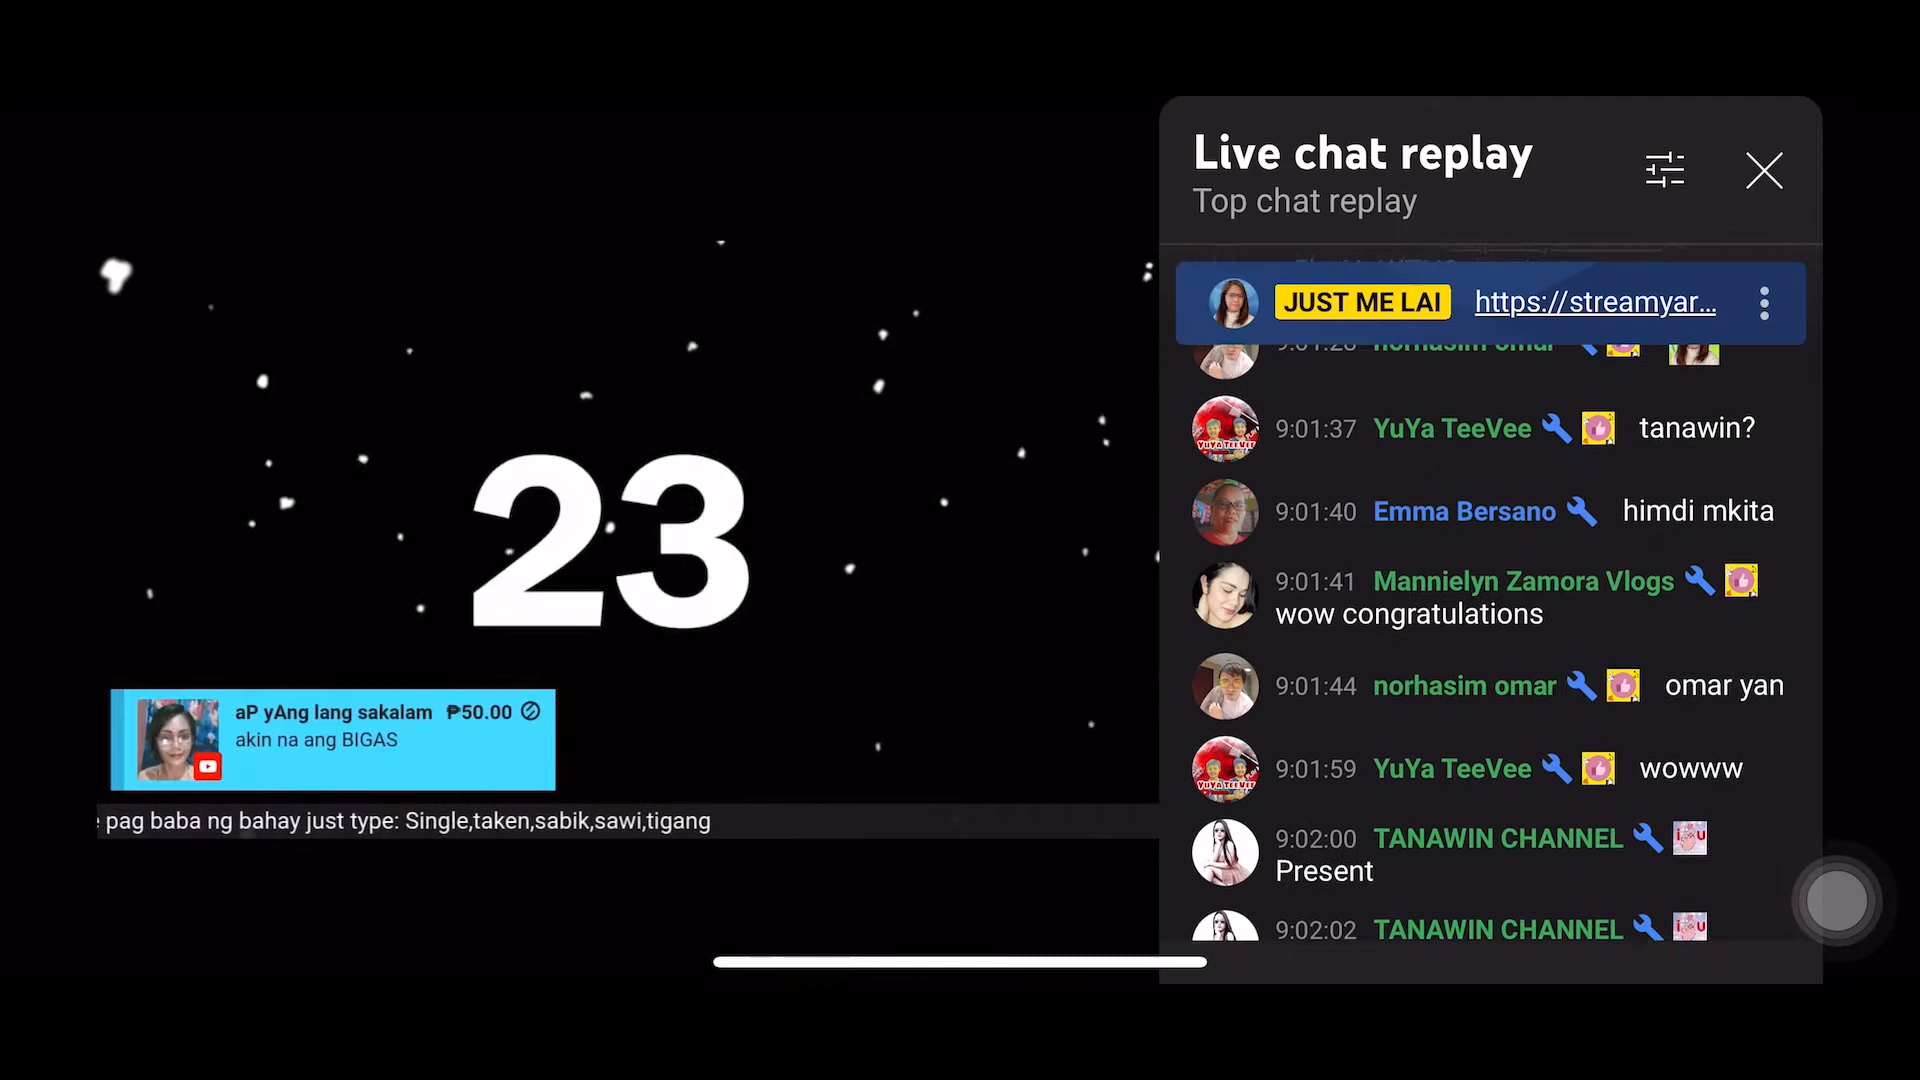 Live chat replay
Top chat replay
JUST ME LAI https://streamyar...
9:01:28 norhasim omar
9:01:37 YuYa TeeVee tanawin?
9:01:40 Emma Bersano himdi mkita
9:01:41 Mannielyn Zamora Vlogs
wow congratulations
9:01:44 norhasim omar omar yan
9:01:59 YuYa TeeVee wowww
9:02:00 TANAWIN CHANNEL
Present
9:02:02 TANAWIN CHANNEL
23
aP yAng lang sakalam ₱50.00
akin na ang BIGAS
pag baba ng bahay just type: Single,taken,sabik,sawi,tigang